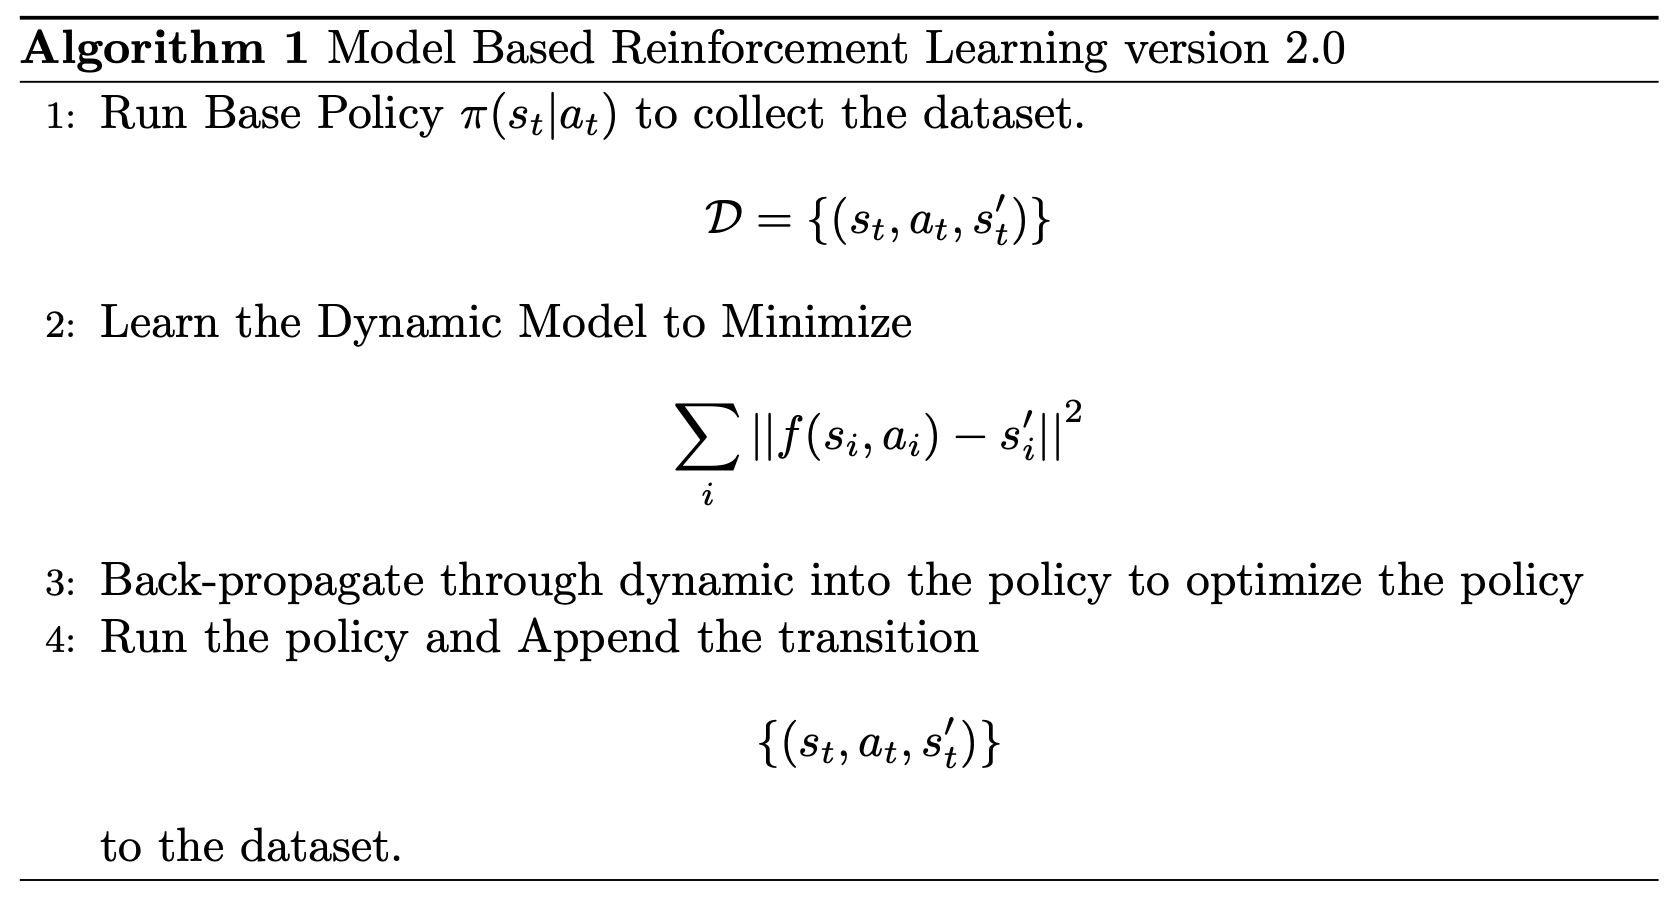 Algorithm 1 Model Based Reinforcement Learning version 2.0
1: Run Base Policy π(s_t|a_t) to collect the dataset.
𝒟 = {(s_t, a_t, s′_t)}
2: Learn the Dynamic Model to Minimize
∑_i ||f(s_i, a_i) − s′_i||²
3: Back-propagate through dynamic into the policy to optimize the policy
4: Run the policy and Append the transition
{(s_t, a_t, s′_t)}
to the dataset.